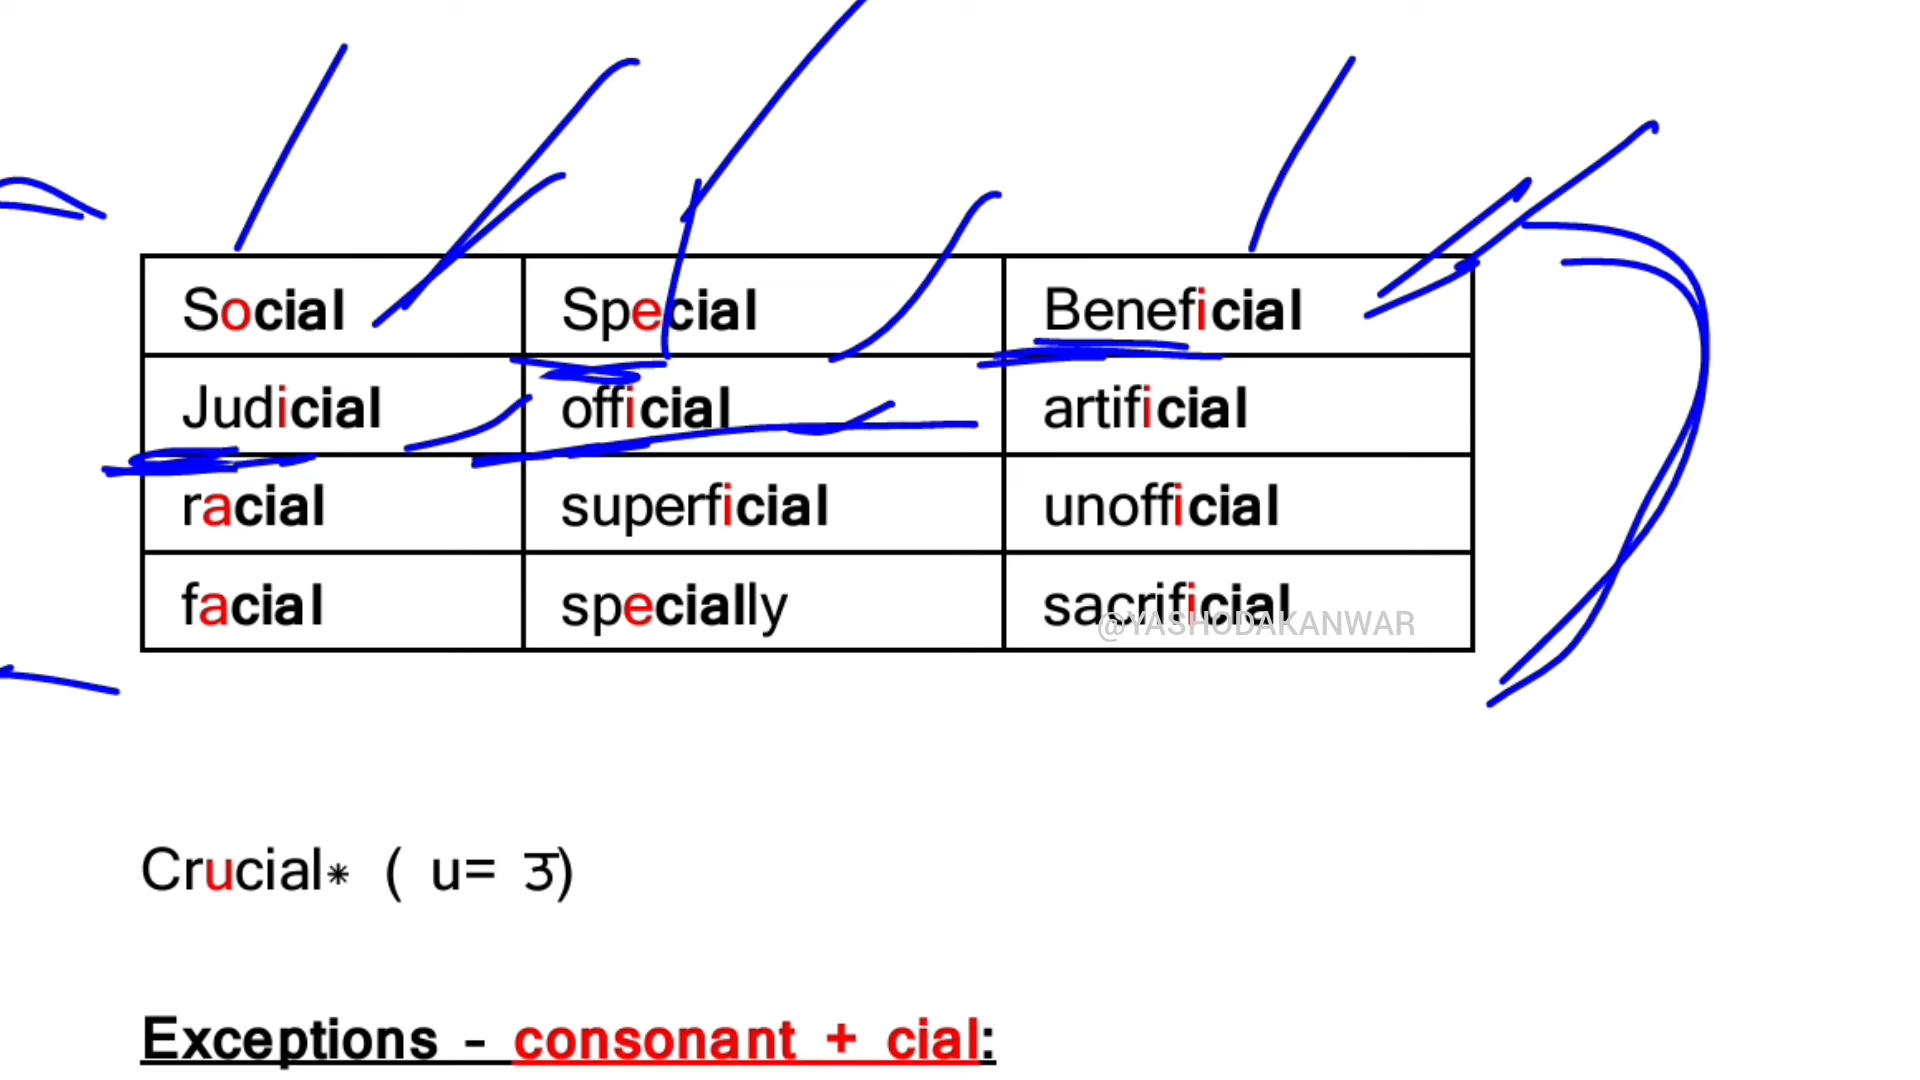 Social Special Beneficial
Judicial official artificial
racial superficial unofficial
facial specially sacrificial
@YASHODAKANWAR
Crucial* ( u= उ)
Exceptions - consonant + cial: